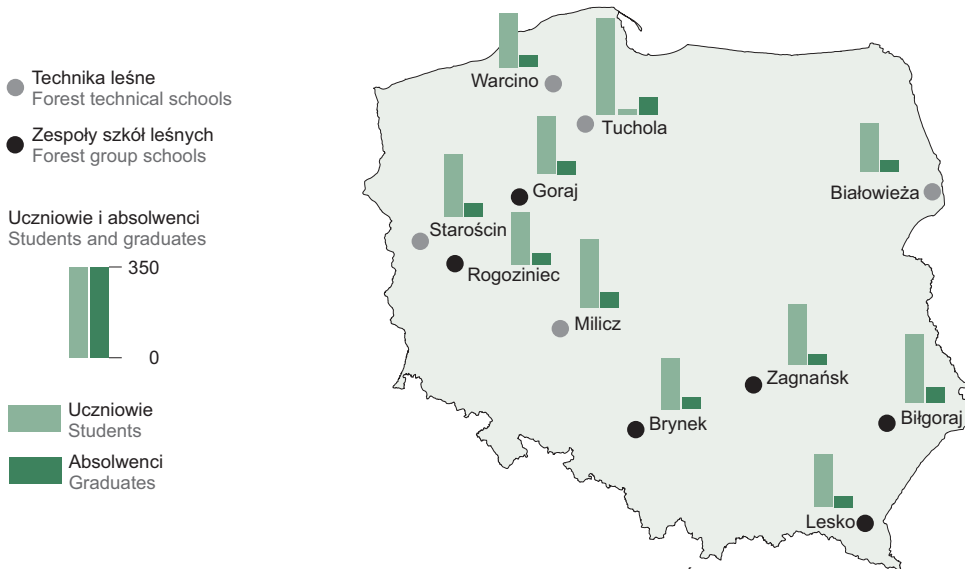 Technika leśne
Forest technical schools
Zespoły szkół leśnych
Forest group schools
Uczniowie i absolwenci
Students and graduates
350
0
Uczniowie
Students
Absolwenci
Graduates
Warcino
Tuchola
Goraj
Białowieża
Starościn
Rogoziniec
Milicz
Zagnańsk
Brynek
Biłgoraj
Lesko